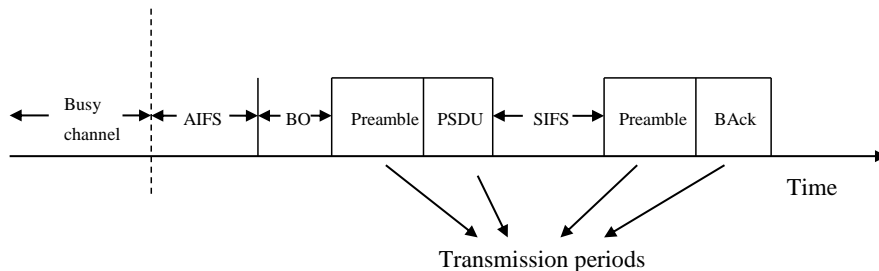 Busy
channel
AIFS
BO
Preamble
PSDU
SIFS
Preamble
BAck
Time
Transmission periods